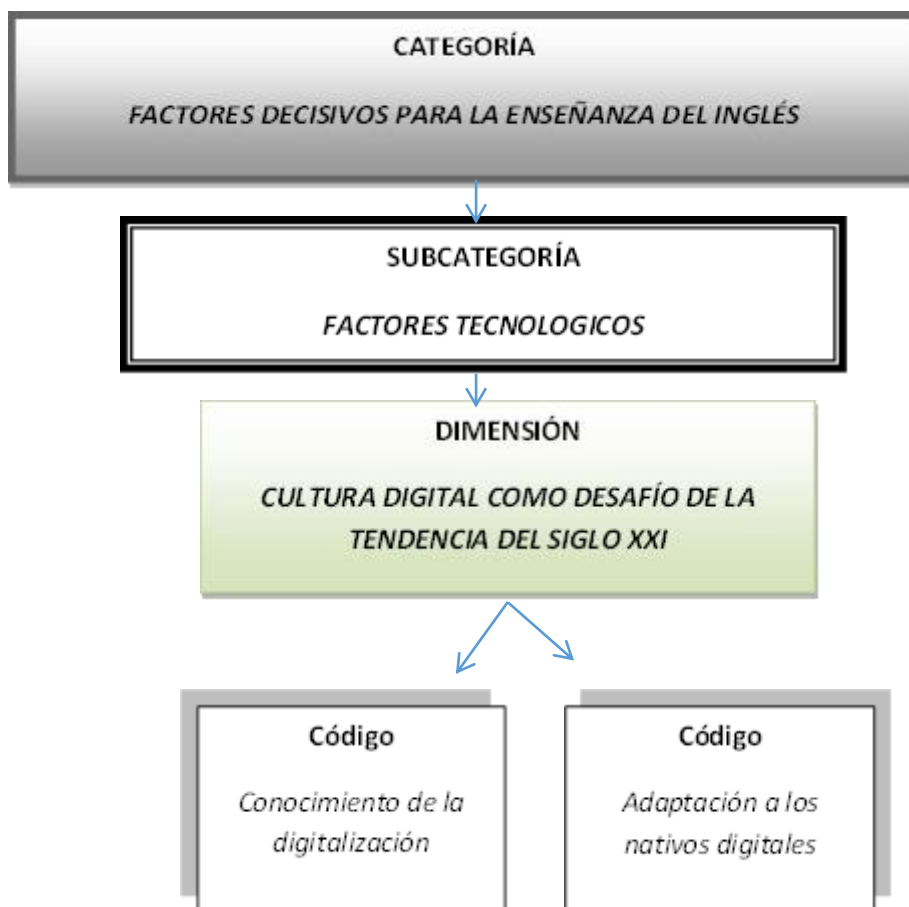 CATEGORÍA
FACTORES DECISIVOS PARA LA ENSEÑANZA DEL INGLÉS
SUBCATEGORÍA
FACTORES TECNOLOGICOS
DIMENSIÓN
CULTURA DIGITAL COMO DESAFÍO DE LA
TENDENCIA DEL SIGLO XXI
Código
Conocimiento de la
digitalización
Código
Adaptación a los
nativos digitales